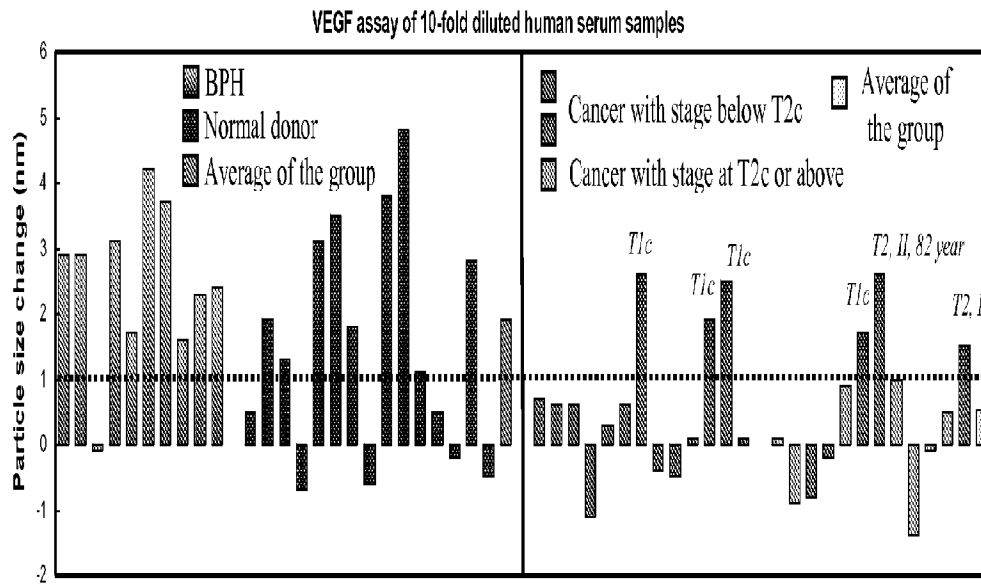 VEGF assay of 10-fold diluted human serum samples
Particle size change (nm)
6
5
4
3
2
1
0
-1
-2
BPH
Normal donor
Average of the group
Cancer with stage below T2c
Cancer with stage at T2c or above
Average of
the group
T1c
T1c
T1c
T1c
T2, II, 82 year
T2,